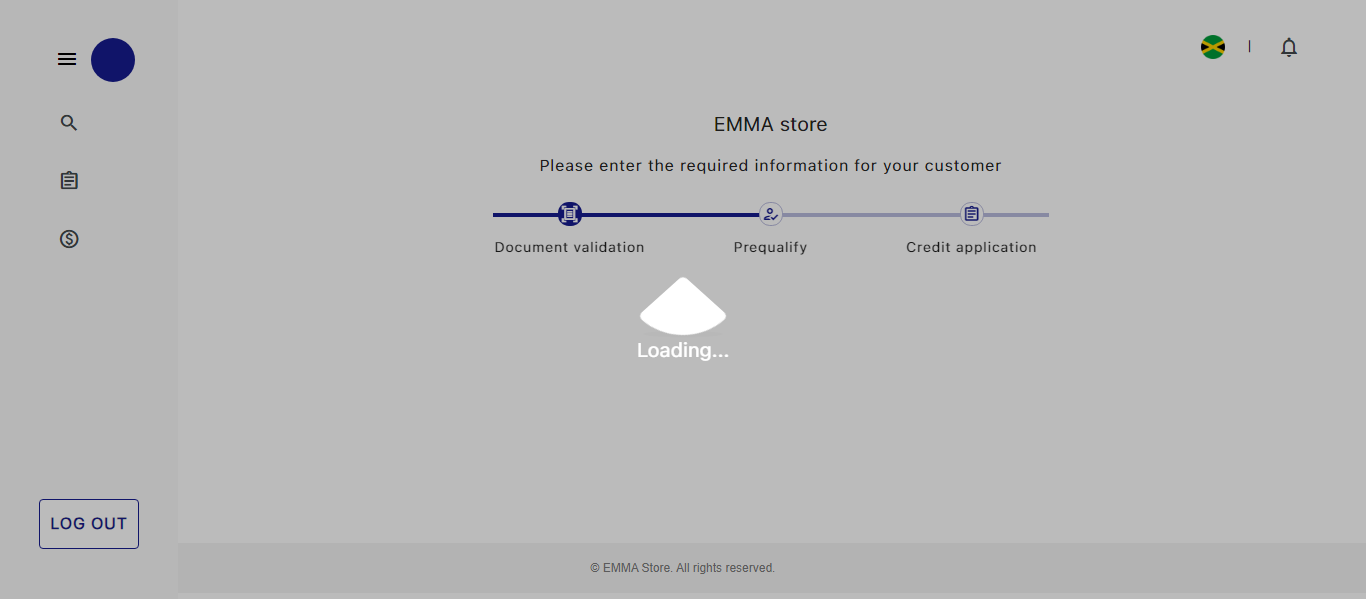 EMMA store
Please enter the required information for your customer
Document validation
Prequalify
Credit application
Loading...
LOG OUT
© EMMA Store. All rights reserved.